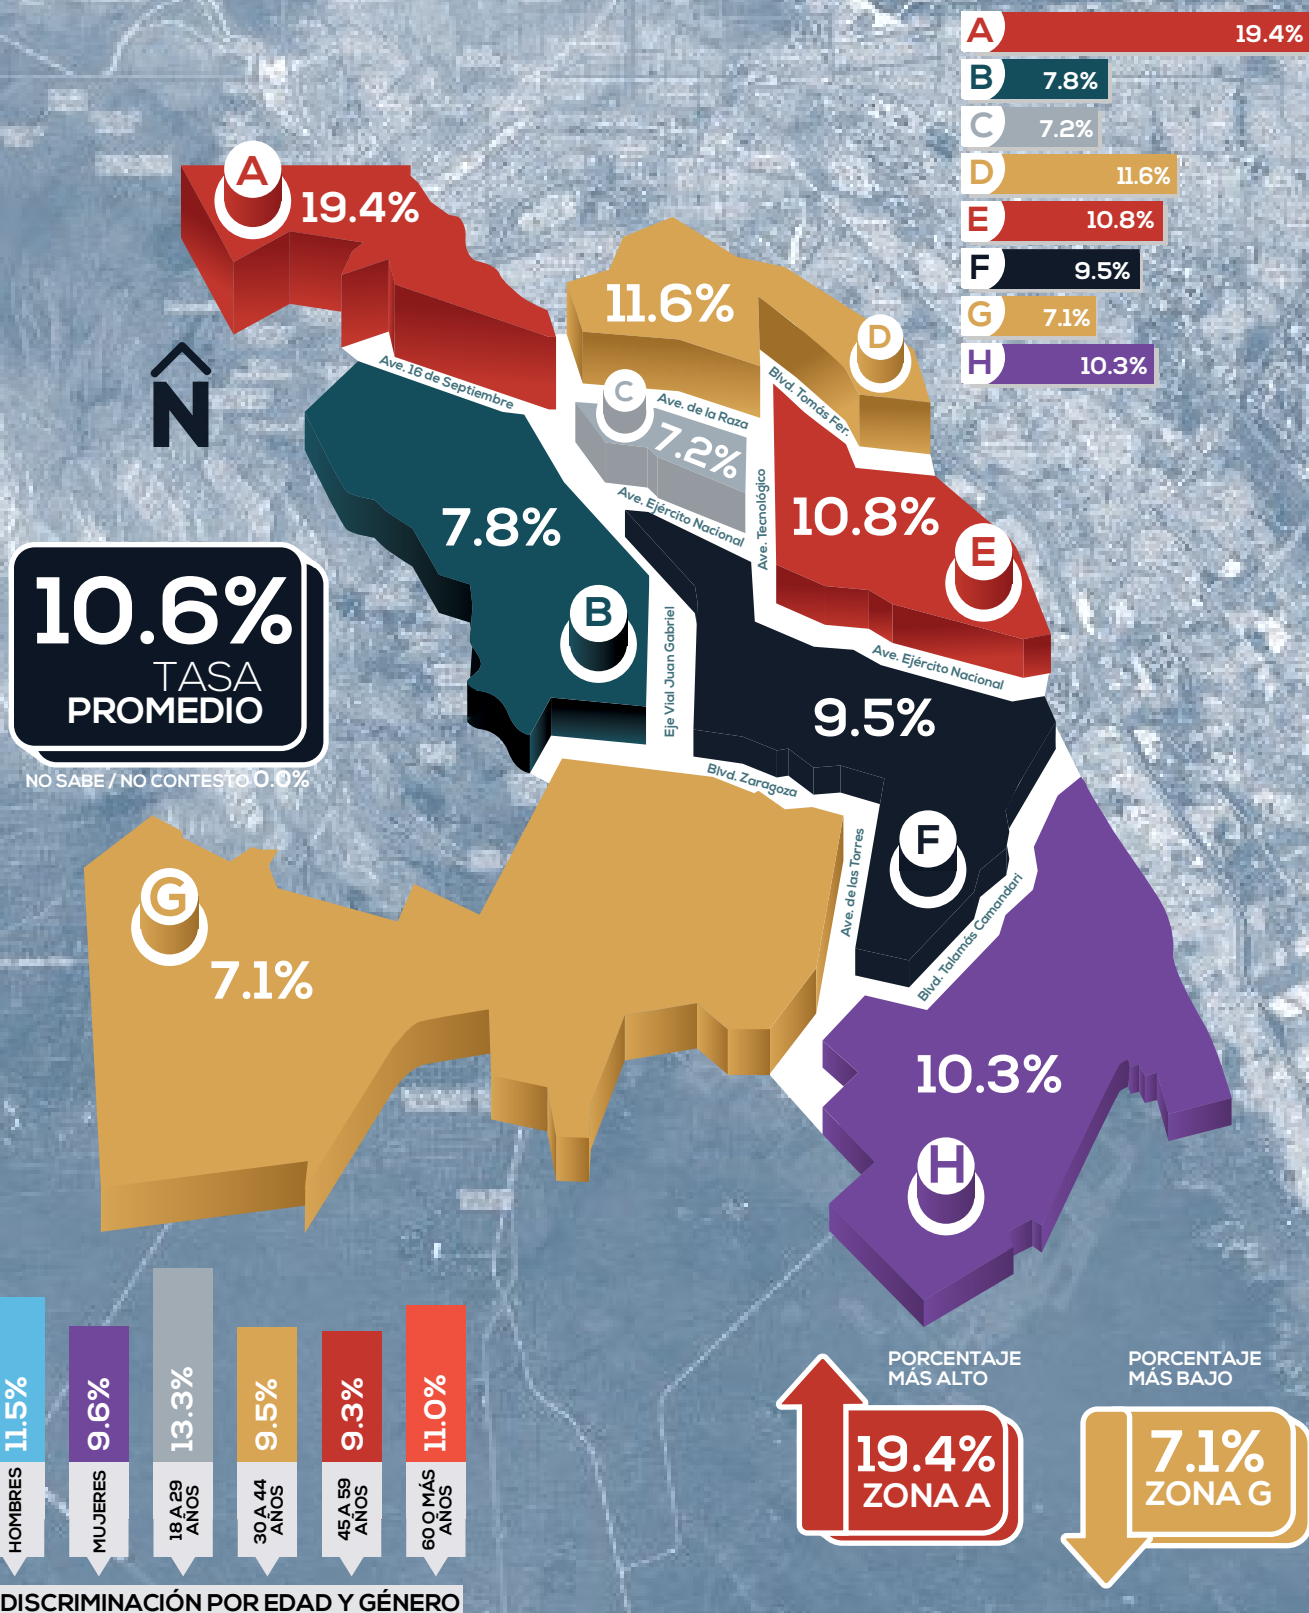 A 19.4%
B 7.8%
C 7.2%
D 11.6%
E 10.8%
F 9.5%
G 7.1%
H 10.3%
A
19.4%
11.6%
D
Ave. 16 de Septiembre
C
Ave. de la Raza
Blvd. Tomás Fer.
7.2%
N
Ave. Ejército Nacional
Ave. Tecnológico
7.8%
10.8%
E
B
Eje Vial Juan Gabriel
Ave. Ejército Nacional
10.6%
TASA
PROMEDIO
NO SABE / NO CONTESTO 0.0%
9.5%
Blvd. Zaragoza
F
Ave. de las Torres
Blvd. Talamás Camandari
G
7.1%
10.3%
H
11.5%
HOMBRES
9.6%
MUJERES
13.3%
18 A 29
AÑOS
9.5%
30 A 44
AÑOS
9.3%
45 A 59
AÑOS
11.0%
60 O MÁS
AÑOS
DISCRIMINACIÓN POR EDAD Y GÉNERO
PORCENTAJE
MÁS ALTO
19.4%
ZONA A
PORCENTAJE
MÁS BAJO
7.1%
ZONA G